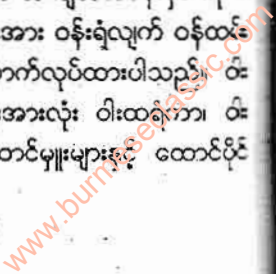 အား ဝန်းရံလျက် ဝန်ထမ်
ာက်လုပ်ထားပါသည်။ ဝါး
အားလုံး ဝါးထရံကာ၊ ဝါး
တင်မှူးများနှင့် ထောင်ပိုင်
www.burmeseclassic.com